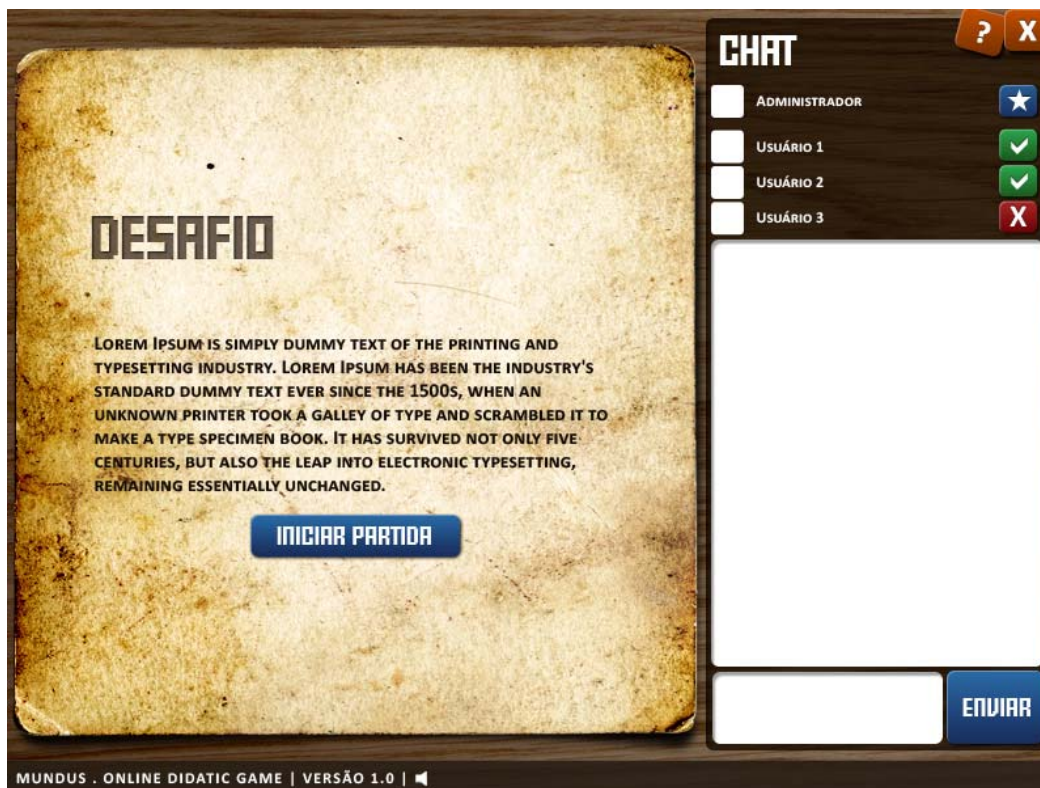 DESAFIO
LOREM IPSUM IS SIMPLY DUMMY TEXT OF THE PRINTING AND
TYPESETTING INDUSTRY. LOREM IPSUM HAS BEEN THE INDUSTRY'S
STANDARD DUMMY TEXT EVER SINCE THE 1500S, WHEN AN
UNKNOWN PRINTER TOOK A GALLEY OF TYPE AND SCRAMBLED IT TO
MAKE A TYPE SPECIMEN BOOK. IT HAS SURVIVED NOT ONLY FIVE
CENTURIES, BUT ALSO THE LEAP INTO ELECTRONIC TYPESETTING,
REMAINING ESSENTIALLY UNCHANGED.
INICIAR PARTIDA
? X
CHAT
ADMINISTRADOR
USUÁRIO 1
USUÁRIO 2
USUÁRIO 3 X
ENVIAR
MUNDUS . ONLINE DIDATIC GAME | VERSÃO 1.0 |